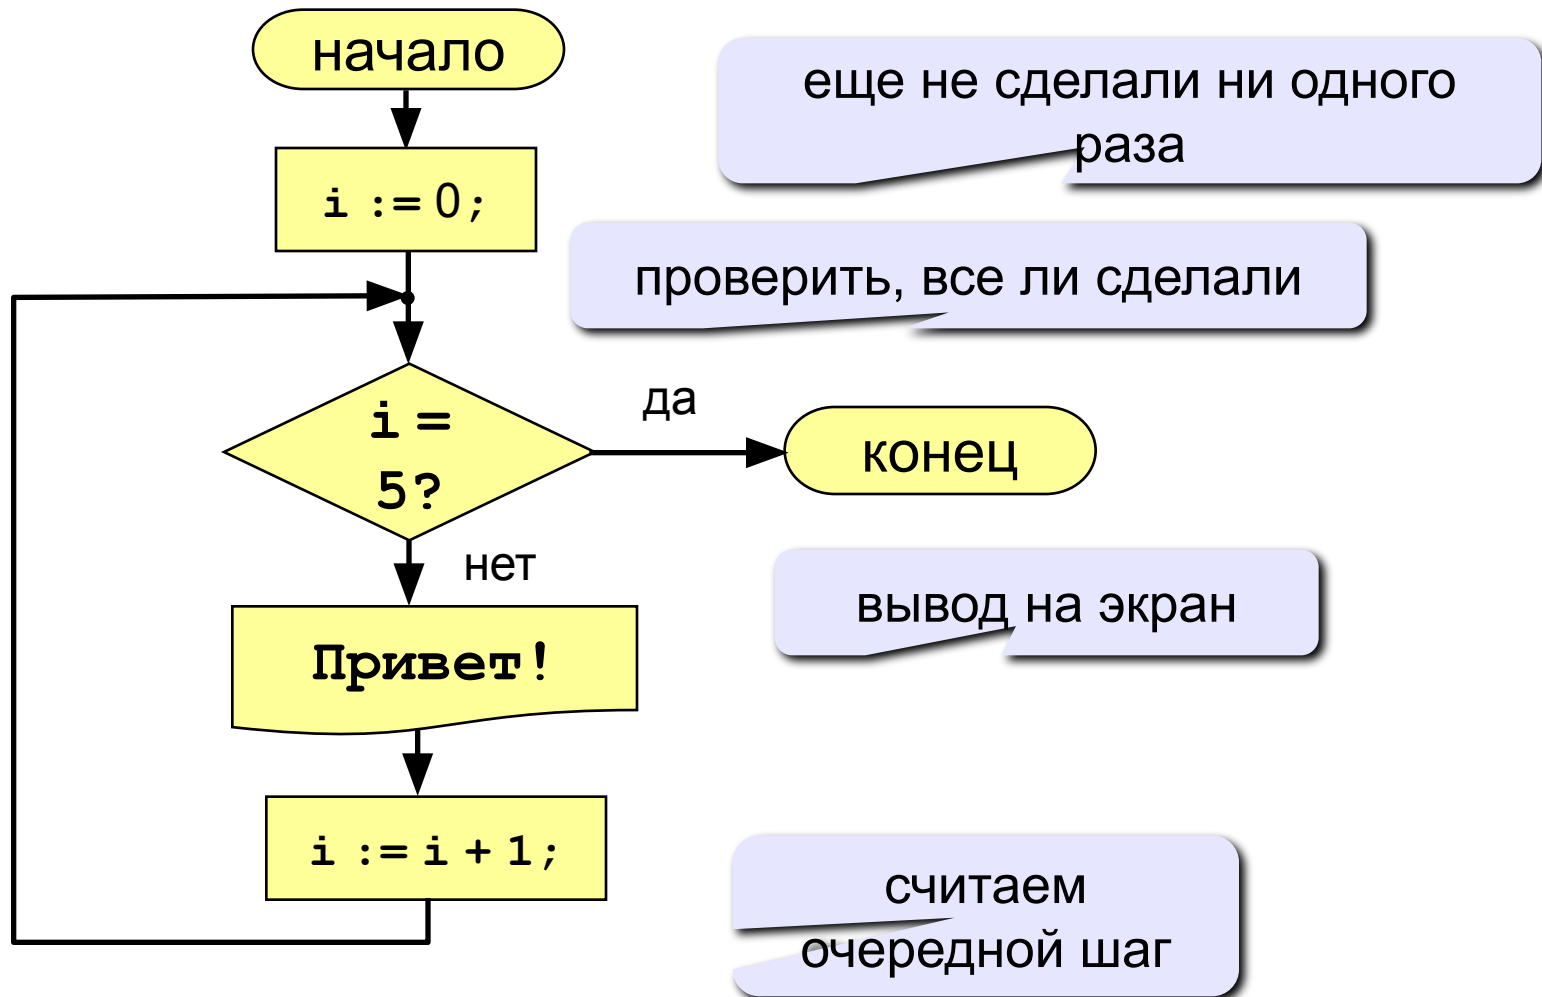 начало
еще не сделали ни одного
раза
i := 0;
проверить, все ли сделали
i =
5?
да
конец
нет
вывод на экран
Привет!
i := i + 1;
считаем
очередной шаг